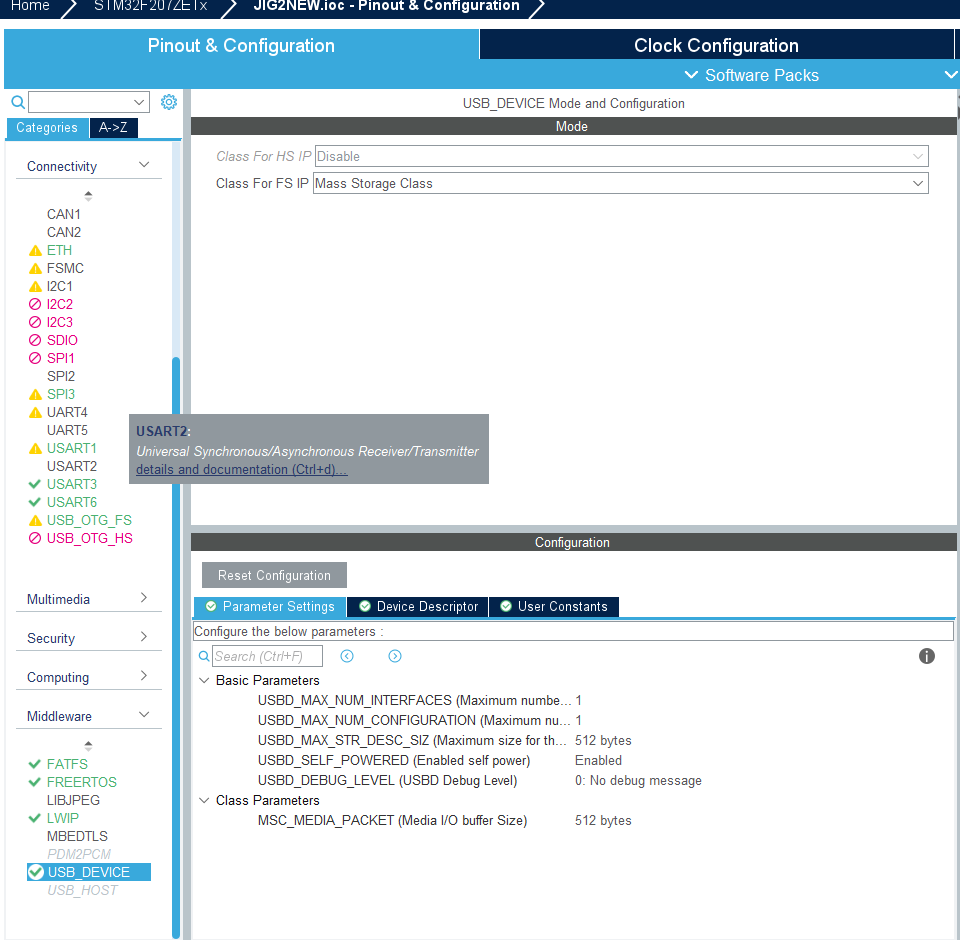 Home
STM32F207ZETx
JIG2NEW.ioc - Pinout & Configuration
Pinout & Configuration
Clock Configuration
Software Packs
Categories
A->Z
Connectivity
CAN1
CAN2
ETH
FSMC
I2C1
I2C2
I2C3
SDIO
SPI1
SPI2
SPI3
UART4
UART5
USART1
USART2
USART3
USART6
USB_OTG_FS
USB_OTG_HS
Multimedia
Security
Computing
Middleware
FATFS
FREERTOS
LIBJPEG
LWIP
MBEDTLS
PDM2PCM
USB_DEVICE
USB_HOST
USART2:
Universal Synchronous/Asynchronous Receiver/Transmitter
details and documentation (Ctrl+d)...
USB_DEVICE Mode and Configuration
Mode
Class For HS IP Disable
Class For FS IP Mass Storage Class
Configuration
Reset Configuration
Parameter Settings
Device Descriptor
User Constants
Configure the below parameters :
Search (Ctrl+F)
Basic Parameters
USBD_MAX_NUM_INTERFACES (Maximum numbe... 1
USBD_MAX_NUM_CONFIGURATION (Maximum nu... 1
USBD_MAX_STR_DESC_SIZ (Maximum size for th... 512 bytes
USBD_SELF_POWERED (Enabled self power) Enabled
USBD_DEBUG_LEVEL (USBD Debug Level) 0: No debug message
Class Parameters
MSC_MEDIA_PACKET (Media I/O buffer Size) 512 bytes